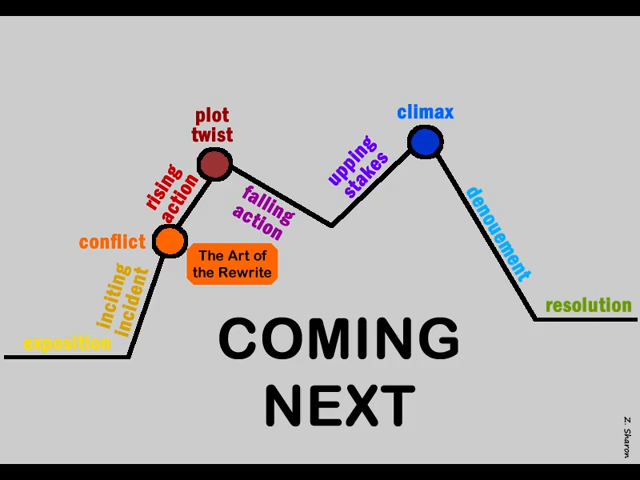 climax
plot
twist
upping
stakes
rising
action
falling
action
denouement
conflict
The Art of
the Rewrite
inciting
incident
resolution
exposition
COMING
NEXT
Z. Sharon